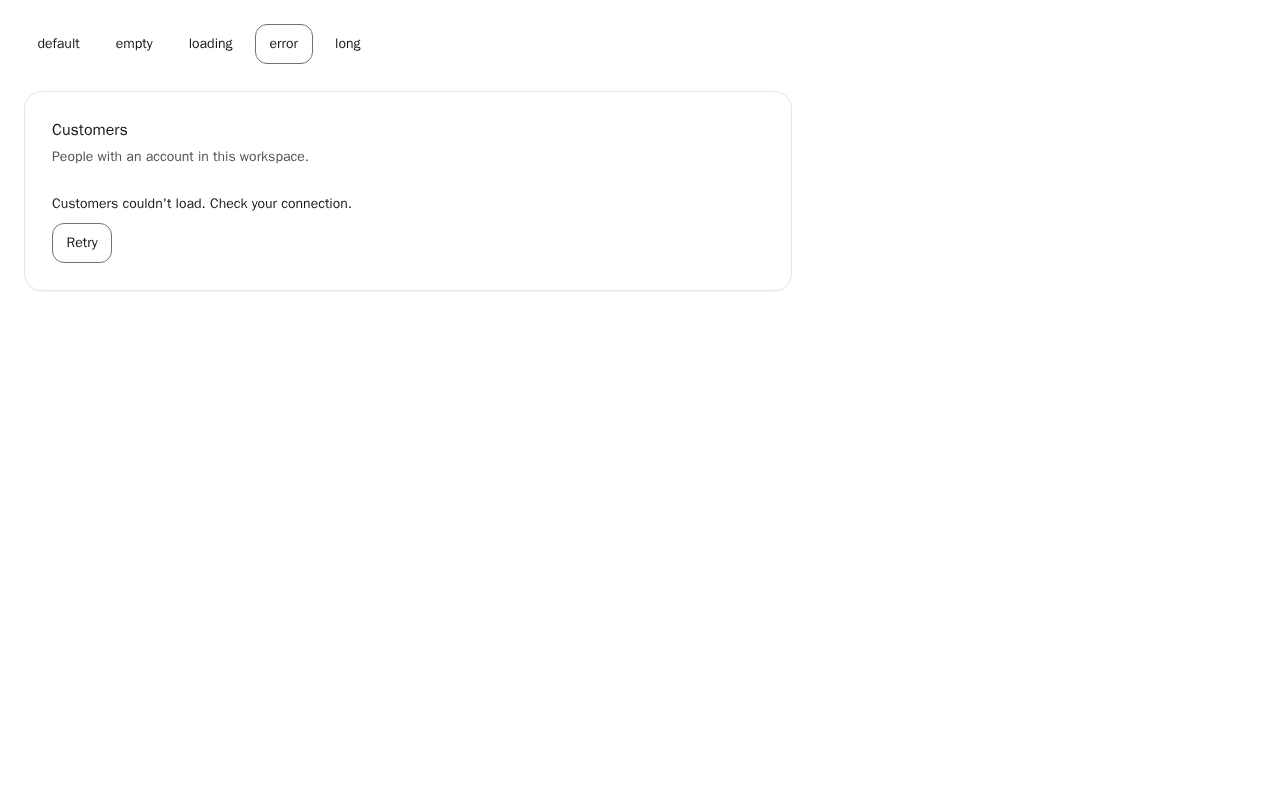 default
empty
loading
error
long
Customers
People with an account in this workspace.
Customers couldn't load. Check your connection.
Retry